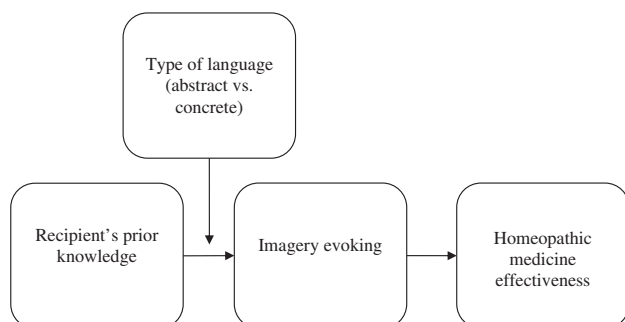 Type of language
(abstract vs.
concrete)
Recipient's prior
knowledge
Imagery evoking
Homeopathic
medicine
effectiveness